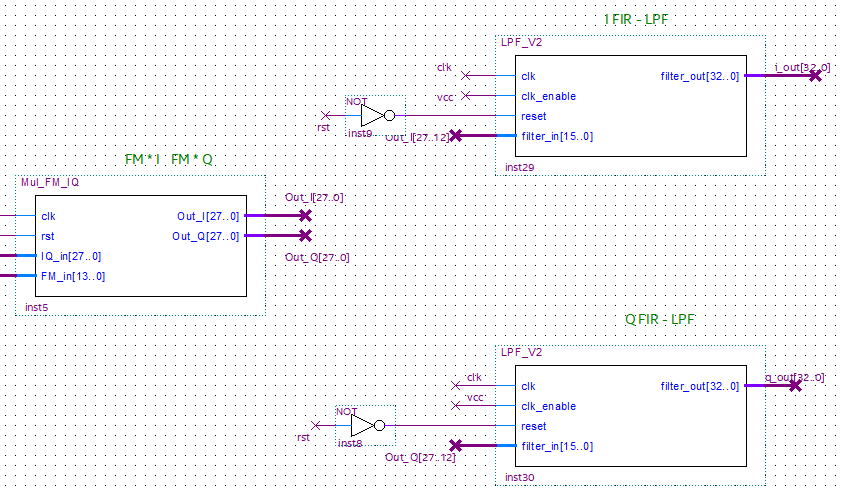 I FIR - LPF
LPF_V2
clk
clk
filter_out[32..0]
i_out[32..0]
vcc
clk_enable
NOT
reset
rst
inst9
Out_I[27..12]
filter_in[15..0]
inst29
FM * I   FM * Q
Mul_FM_IQ
Out_I[27..0]
clk
Out_I[27..0]
rst
Out_Q[27..0]
IQ_in[27..0]
Out_Q[27..0]
FM_in[13..0]
inst5
Q FIR - LPF
LPF_V2
clk
clk
filter_out[32..0]
q_out[32..0]
vcc
clk_enable
NOT
reset
rst
inst8
filter_in[15..0]
Out_Q[27..12]
inst30